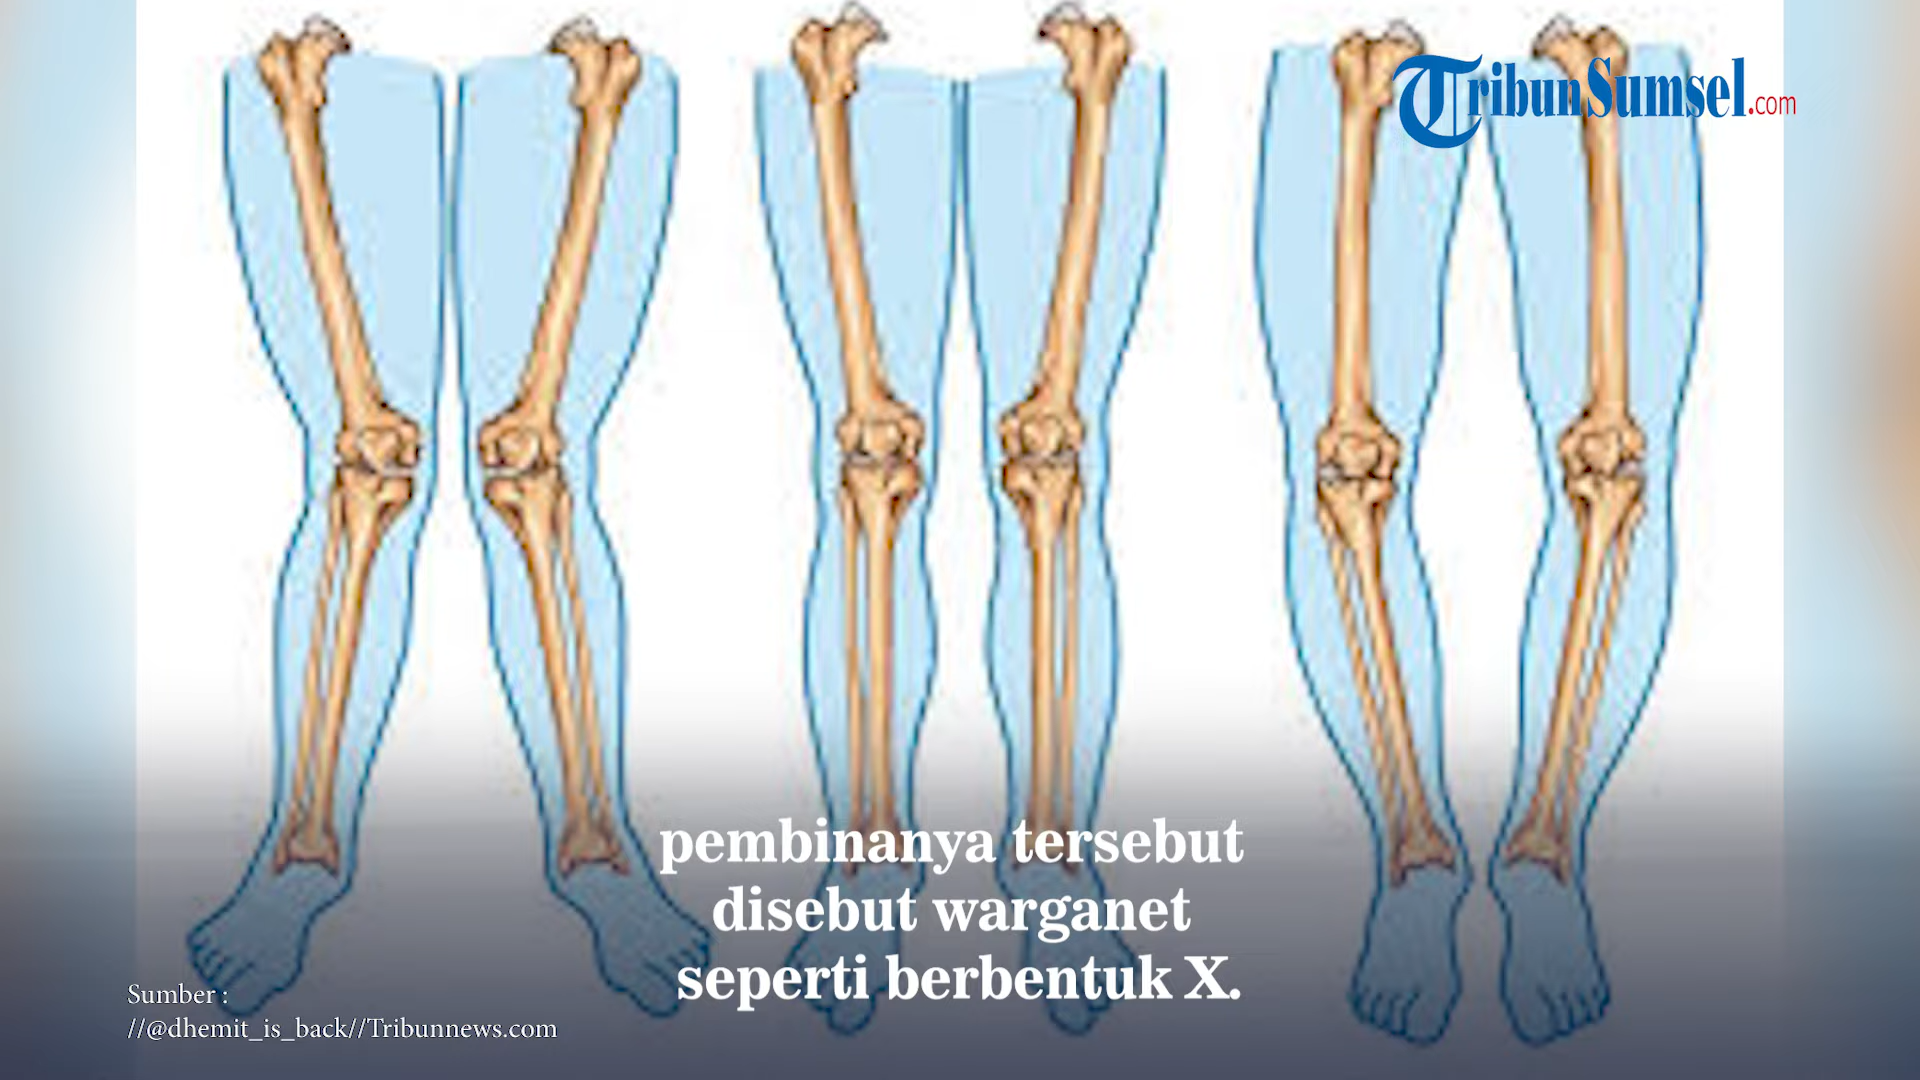 TribunSumsel.com
pembinanya tersebut
disebut warganet
seperti berbentuk X.
Sumber :
//@dhemit_is_back//Tribunnews.com